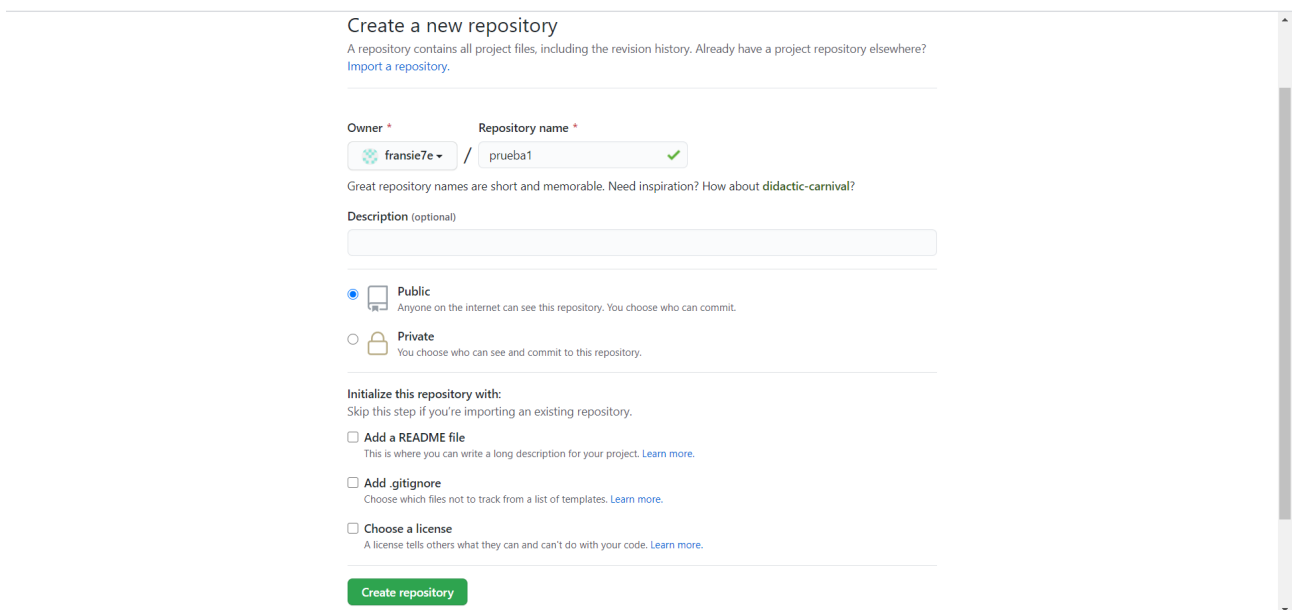 Create a new repository
A repository contains all project files, including the revision history. Already have a project repository elsewhere?
Import a repository.
Owner * Repository name *
fransie7e / prueba1
Great repository names are short and memorable. Need inspiration? How about didactic-carnival?
Description (optional)
Public
Anyone on the internet can see this repository. You choose who can commit.
Private
You choose who can see and commit to this repository.
Initialize this repository with:
Skip this step if you're importing an existing repository.
Add a README file
This is where you can write a long description for your project. Learn more.
Add .gitignore
Choose which files not to track from a list of templates. Learn more.
Choose a license
A license tells others what they can and can't do with your code. Learn more.
Create repository